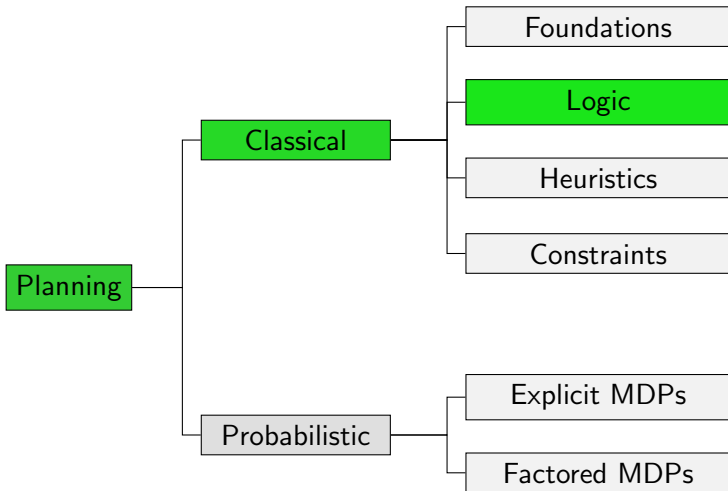 Foundations
Logic
Classical
Heuristics
Constraints
Planning
Explicit MDPs
Probabilistic
Factored MDPs